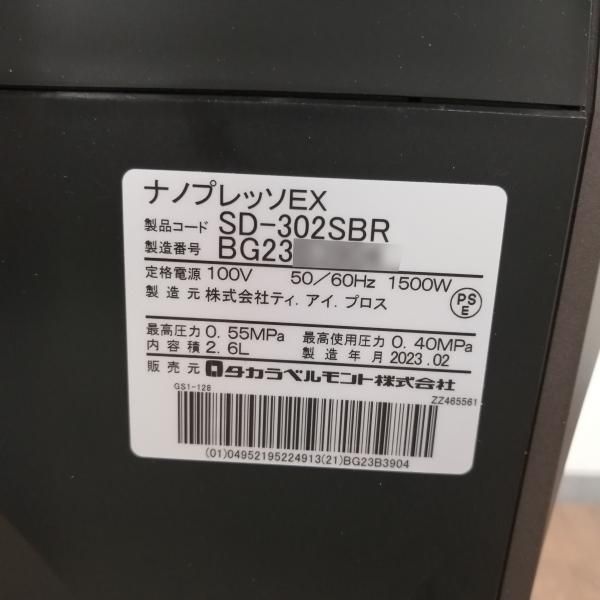 ナノプレッソEX
製品コード SD-302SBR
製造番号 BG23
定格電源 100V 50/60Hz 1500W
製造元 株式会社ティ.アイ.プロス
PS
E
最高圧力 0.55MPa 最高使用圧力 0.40MPa
内容積 2.6L 製造年月 2023.02
販売元 タカラベルモント株式会社
GS1-128 ZZ465561
(01)04952195224913(21)BG23B3904